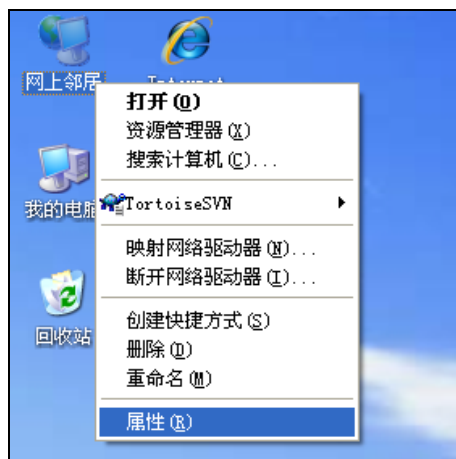 网上邻居
打开(O)
资源管理器(X)
搜索计算机(C)...
我的电脑
TortoiseSVN
映射网络驱动器(N)...
断开网络驱动器(I)...
回收站
创建快捷方式(S)
删除(D)
重命名(M)
属性(R)